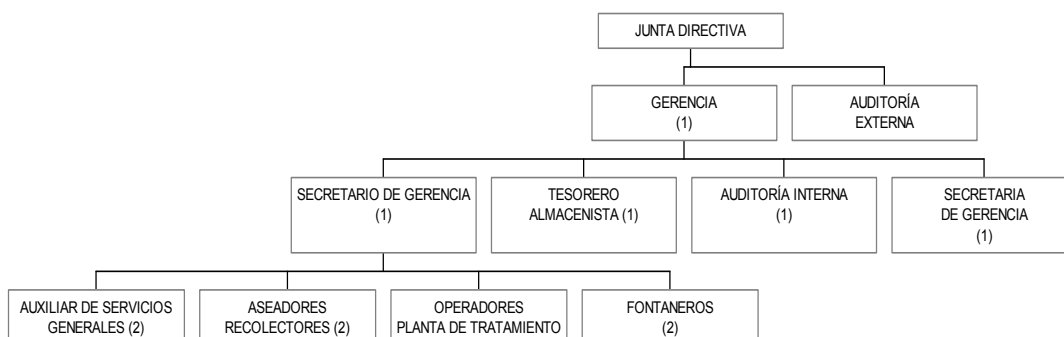 JUNTA DIRECTIVA
GERENCIA
(1)
AUDITORÍA
EXTERNA
SECRETARIO DE GERENCIA
(1)
TESORERO
ALMACENISTA (1)
AUDITORÍA INTERNA
(1)
SECRETARIA
DE GERENCIA
(1)
AUXILIAR DE SERVICIOS
GENERALES (2)
ASEADORES
RECOLECTORES (2)
OPERADORES
PLANTA DE TRATAMIENTO
FONTANEROS
(2)